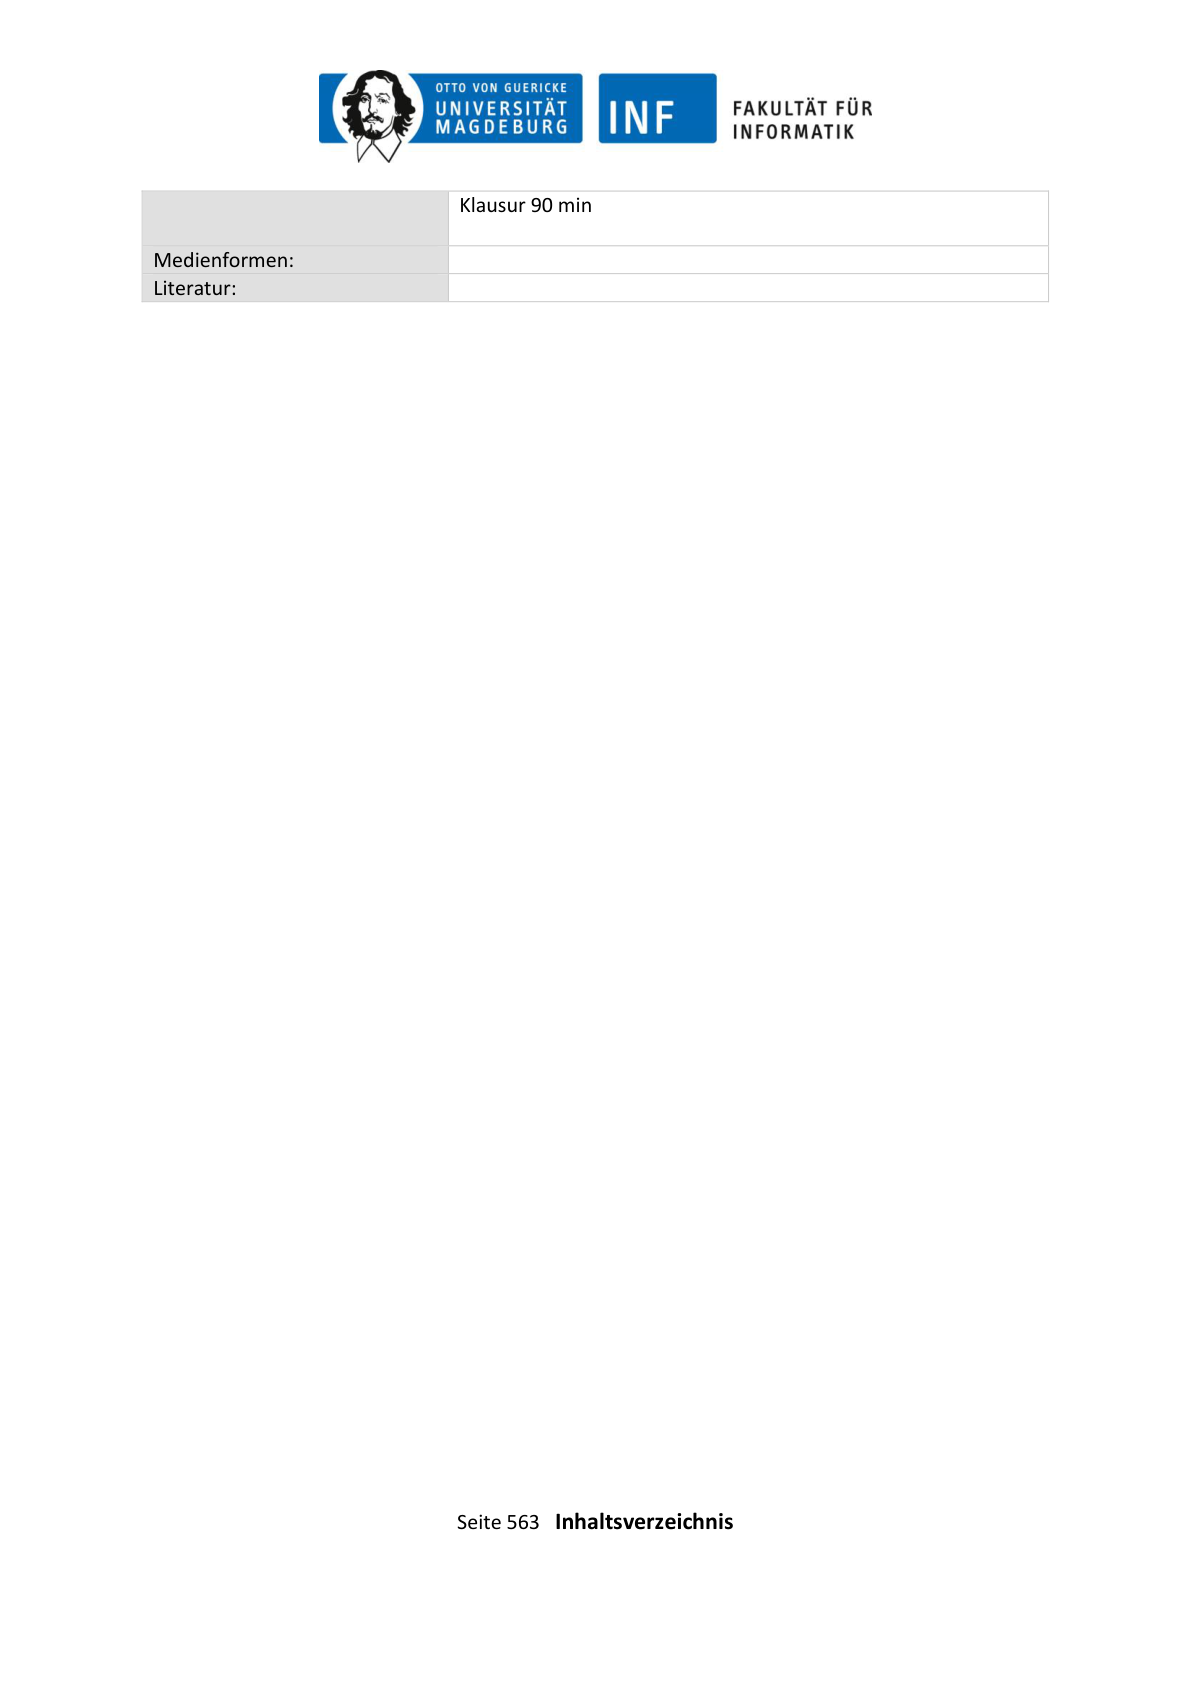 OTTO VON GUERICKE
UNIVERSITÄT
MAGDEBURG
INF
FAKULTÄT FÜR
INFORMATIK
Klausur 90 min
Medienformen:
Literatur:
Seite 563 Inhaltsverzeichnis